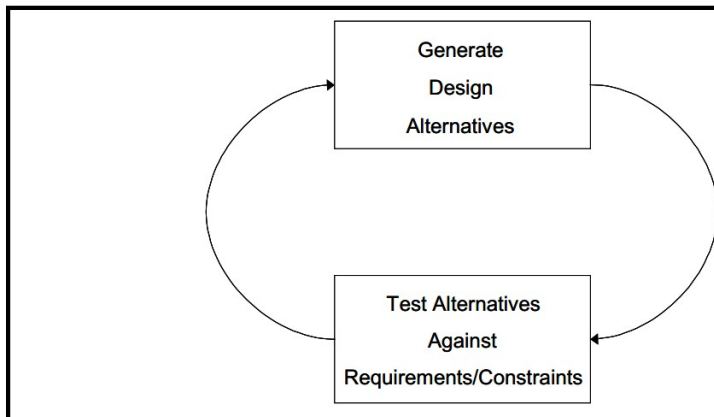 Generate
Design
Alternatives
Test Alternatives
Against
Requirements/Constraints